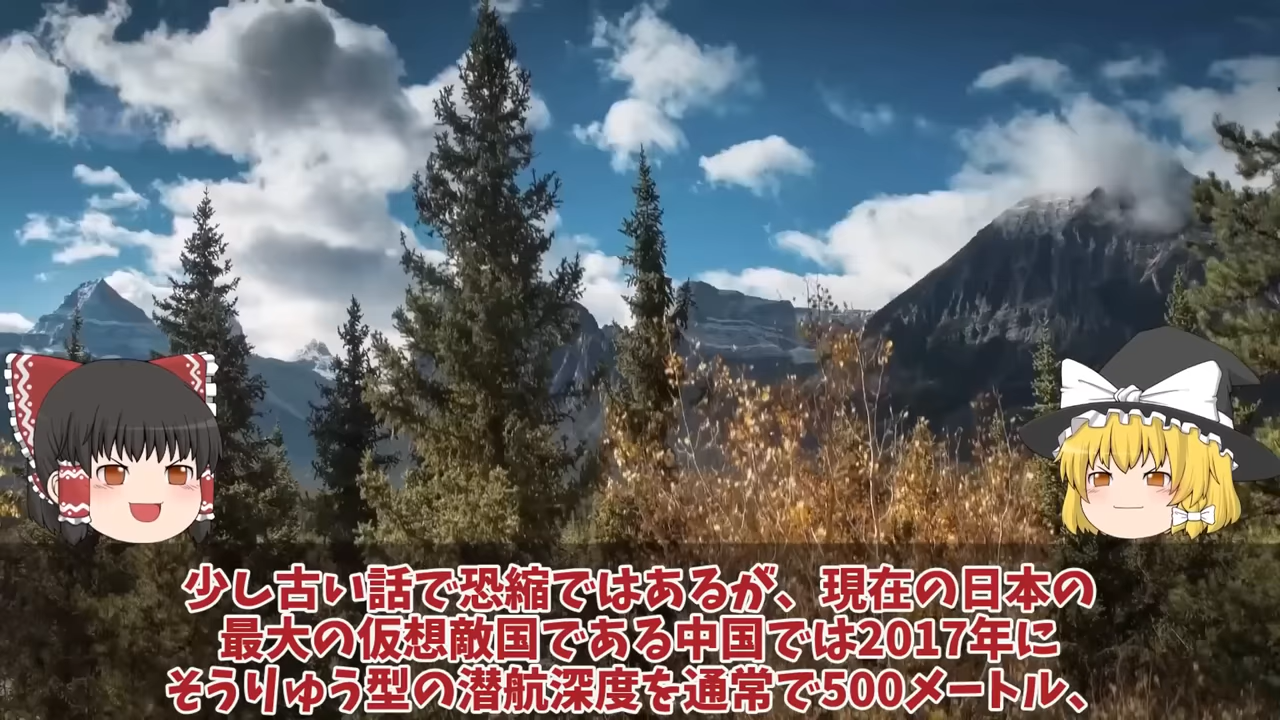 少し古い話で恐縮ではあるが、現在の日本の
最大の仮想敵国である中国では2017年に
そうりゅう型の潜航深度を通常で500メートル、